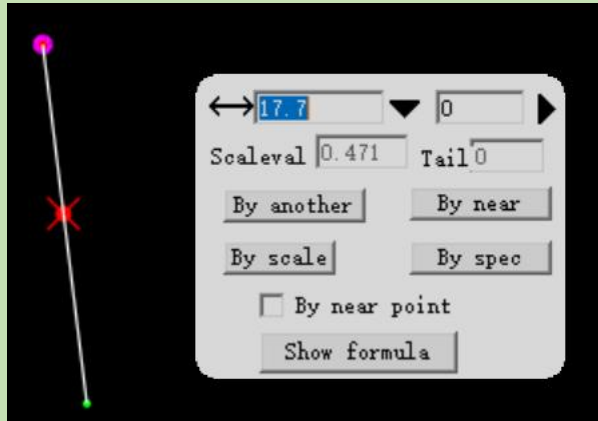 17.7 0
Scaleval 0.471 Tail 0
By another By near
By scale By spec
By near point
Show formula